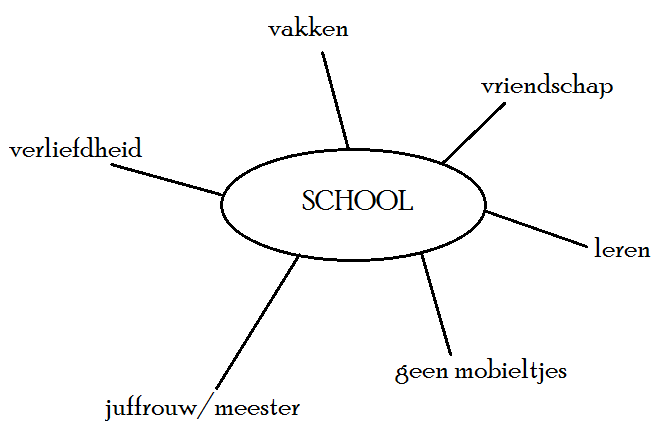 vakken
vriendschap
verliefdheid
SCHOOL
leren
geen mobieltjes
juffrouw/meester